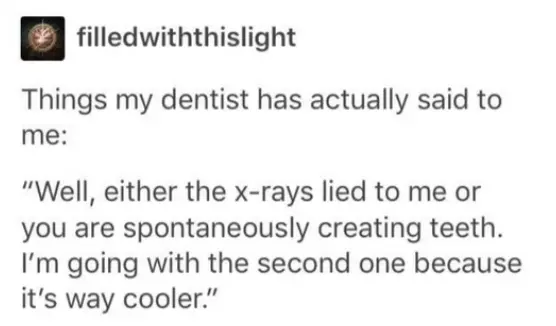 filledwiththislight
Things my dentist has actually said to
me:
“Well, either the x-rays lied to me or
you are spontaneously creating teeth.
I’m going with the second one because
it’s way cooler.”